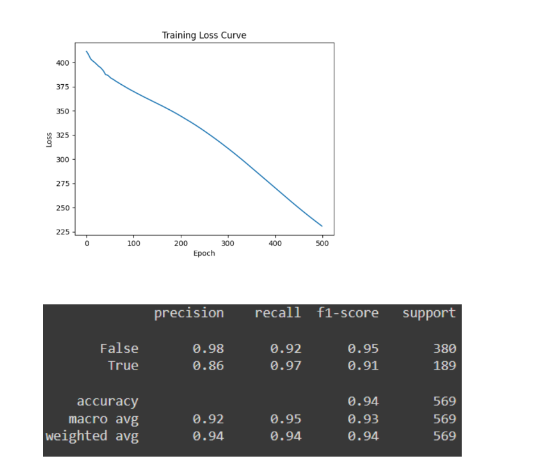 Training Loss Curve
400
375
350
325
300
275
250
225
Loss
0 100 200 300 400 500
Epoch
precision recall f1-score support
False 0.98 0.92 0.95 380
True 0.86 0.97 0.91 189
accuracy 0.94 569
macro avg 0.92 0.95 0.93 569
weighted avg 0.94 0.94 0.94 569